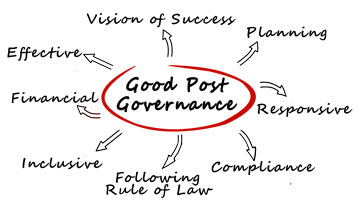 Vision of Success
Planning
Effective
Good Post
Governance
Financial
Responsive
Inclusive
Following
Rule of Law
Compliance